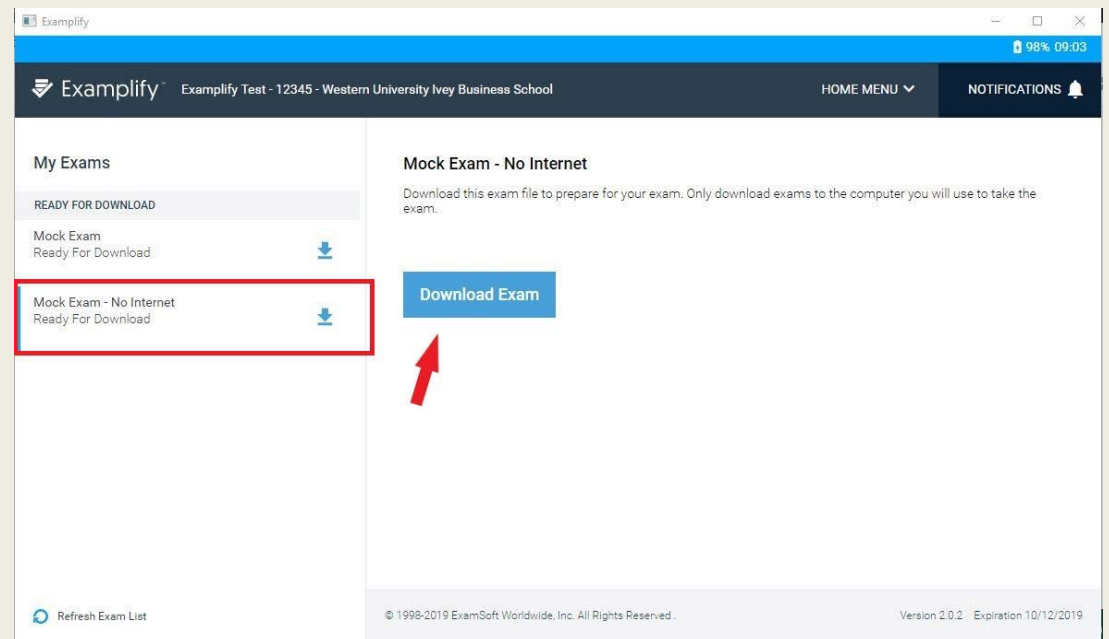 Examplify
98% 09:03
Examplify Examplify Test - 12345 - Western University Ivey Business School HOME MENU NOTIFICATIONS
My Exams
READY FOR DOWNLOAD
Mock Exam
Ready For Download
Mock Exam - No Internet
Ready For Download
Refresh Exam List
Mock Exam - No Internet
Download this exam file to prepare for your exam. Only download exams to the computer you will use to take the
exam.
Download Exam
© 1998-2019 ExamSoft Worldwide, Inc. All Rights Reserved. Version 2.0.2 Expiration 10/12/2019